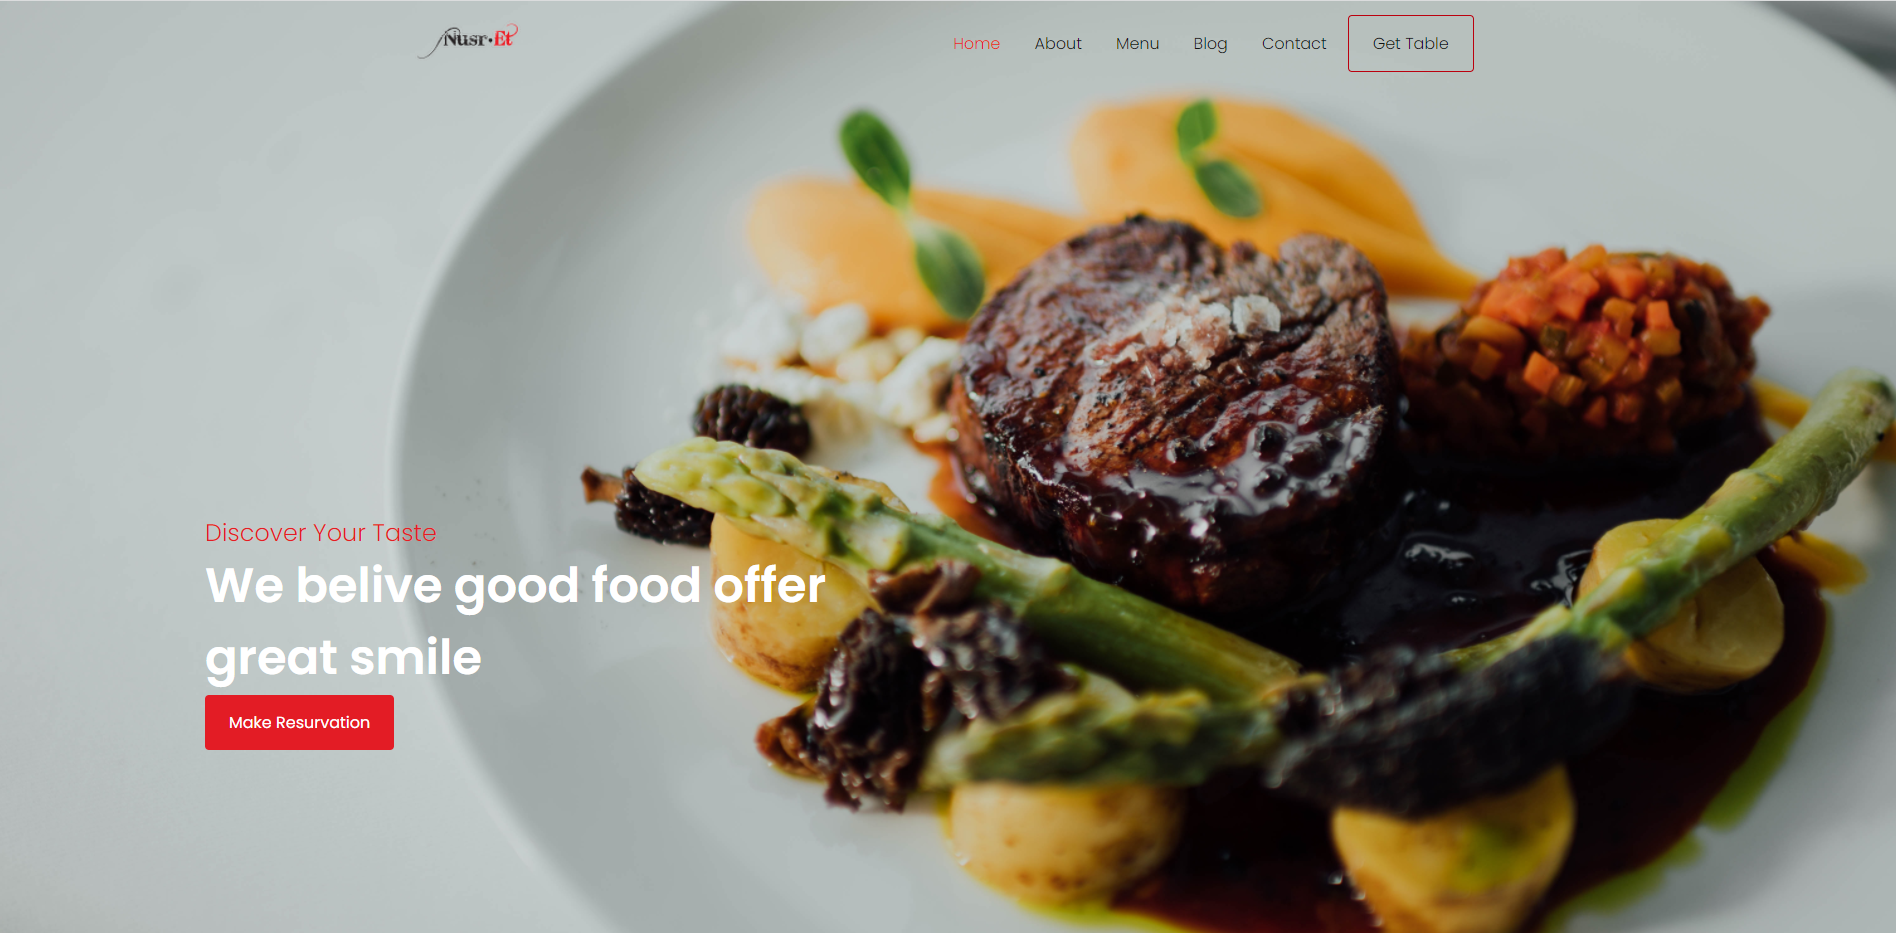 Nusr·Et
Home About Menu Blog Contact Get Table
Discover Your Taste
We belive good food offer
great smile
Make Resurvation